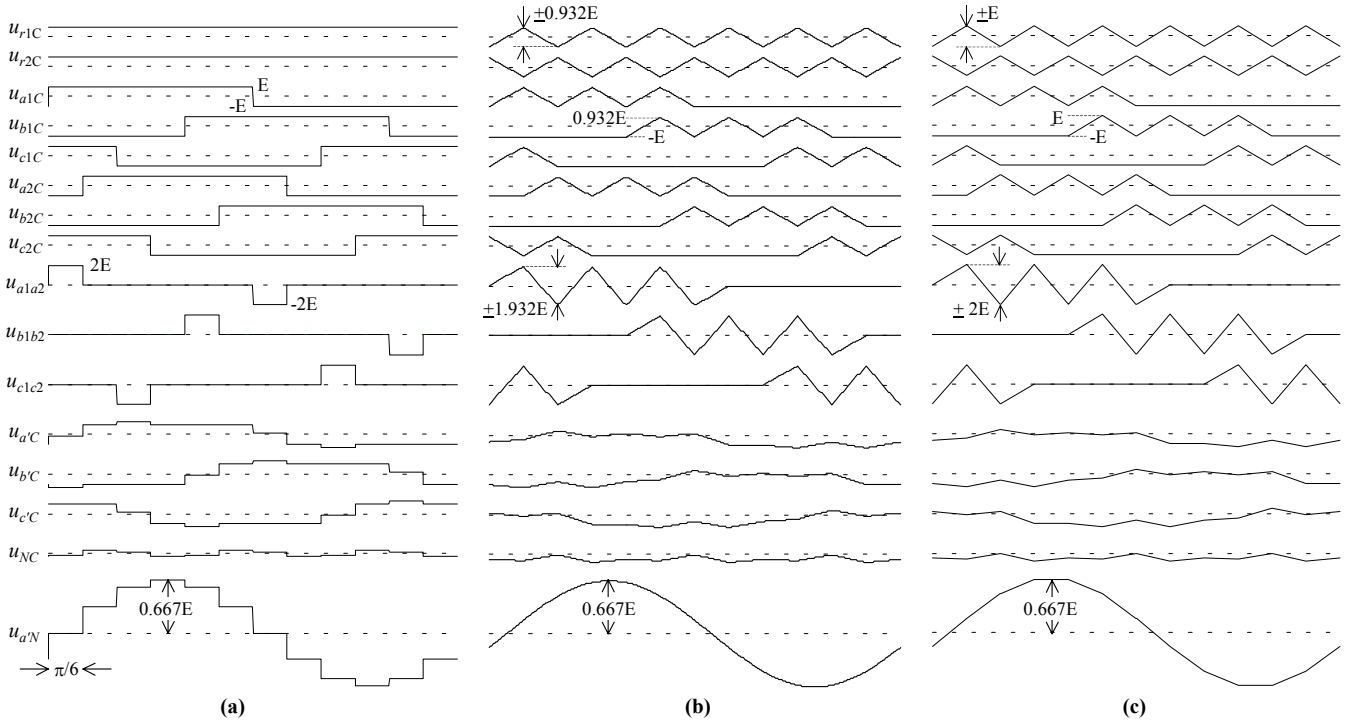 u_{r1C}
u_{r2C}
u_{a1C}
u_{b1C}
u_{c1C}
u_{a2C}
u_{b2C}
u_{c2C}
u_{a1a2}
u_{b1b2}
u_{c1c2}
u_{a'C}
u_{b'C}
u_{c'C}
u_{NC}
u_{a'N}
E
-E
2E
-2E
0.667E
π/6
(a)
±0.932E
0.932E
-E
±1.932E
0.667E
(b)
±E
E
-E
± 2E
0.667E
(c)